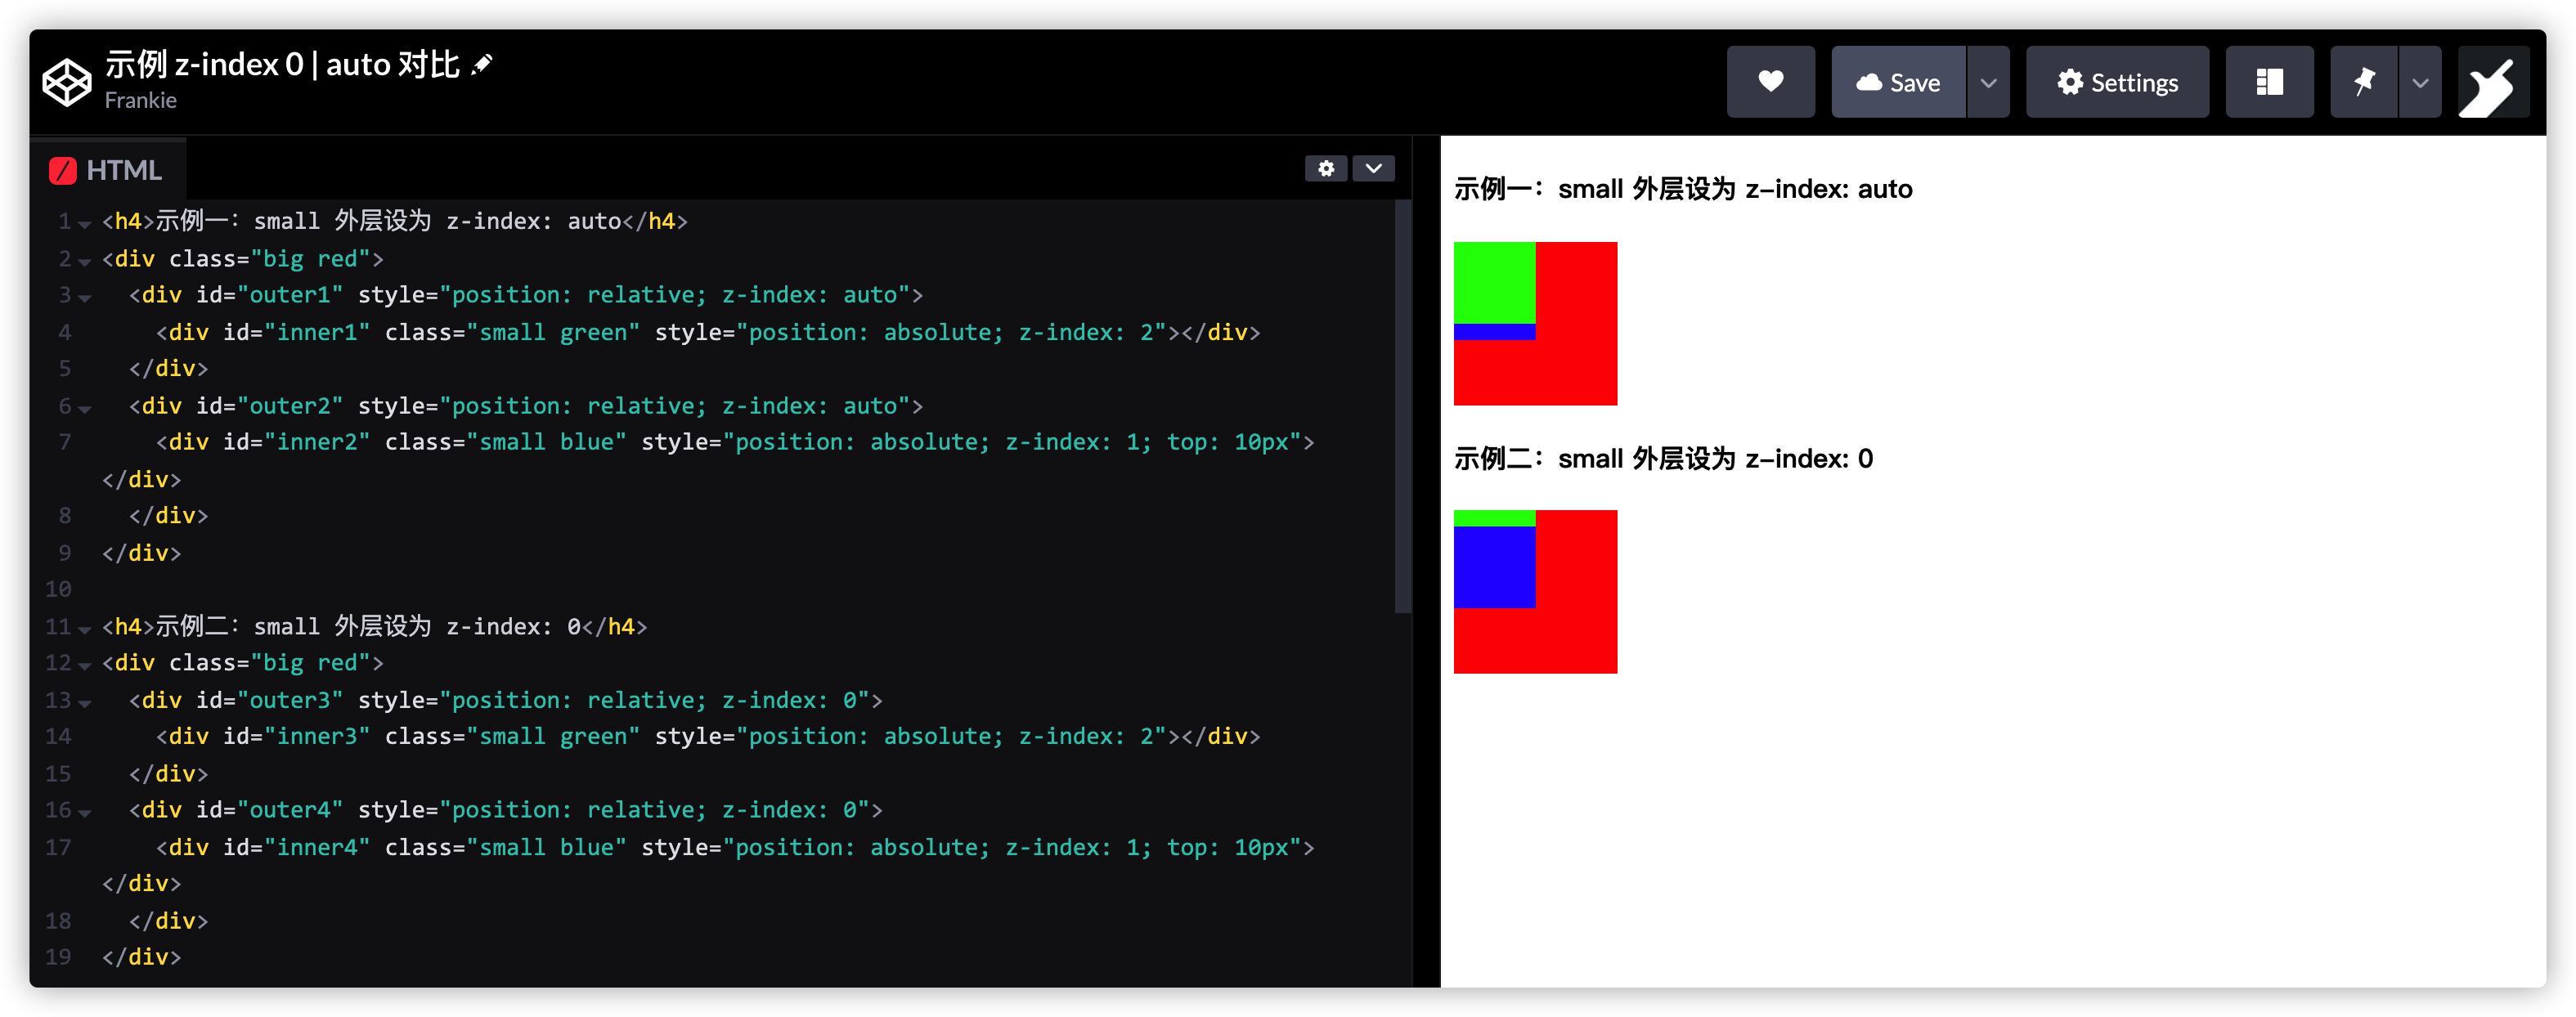 示例 z-index 0 | auto 对比
Frankie
Save
Settings
HTML
1 <h4>示例一：small 外层设为 z-index: auto</h4>
2 <div class="big red">
3   <div id="outer1" style="position: relative; z-index: auto">
4     <div id="inner1" class="small green" style="position: absolute; z-index: 2"></div>
5   </div>
6   <div id="outer2" style="position: relative; z-index: auto">
7     <div id="inner2" class="small blue" style="position: absolute; z-index: 1; top: 10px">
</div>
8   </div>
9 </div>
10
11 <h4>示例二：small 外层设为 z-index: 0</h4>
12 <div class="big red">
13   <div id="outer3" style="position: relative; z-index: 0">
14     <div id="inner3" class="small green" style="position: absolute; z-index: 2"></div>
15   </div>
16   <div id="outer4" style="position: relative; z-index: 0">
17     <div id="inner4" class="small blue" style="position: absolute; z-index: 1; top: 10px">
</div>
18   </div>
19 </div>
示例一：small 外层设为 z-index: auto
示例二：small 外层设为 z-index: 0